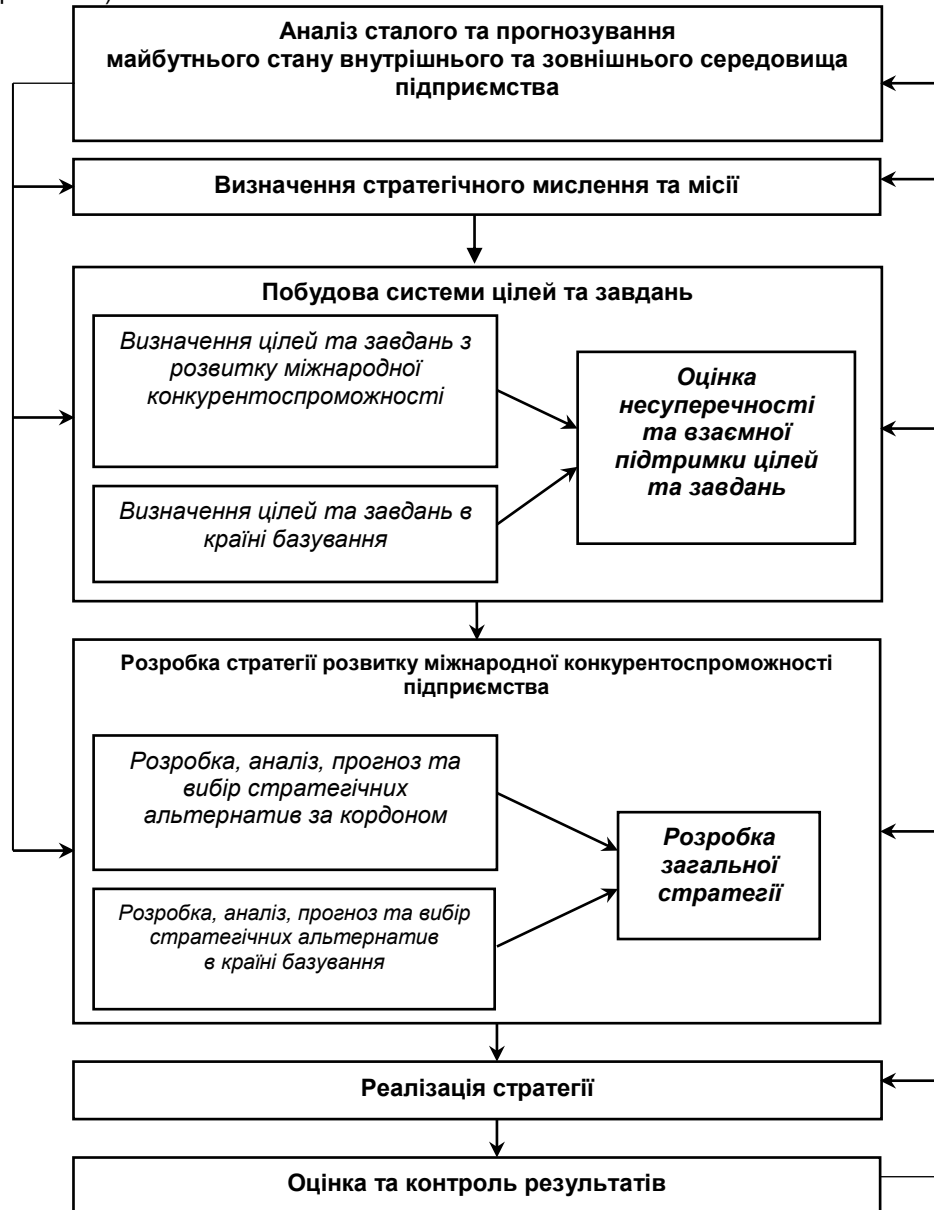 Аналіз сталого та прогнозування
майбутнього стану внутрішнього та зовнішнього середовища
підприємства
Визначення стратегічного мислення та місії
Побудова системи цілей та завдань
Визначення цілей та завдань з
розвитку міжнародної
конкурентоспроможності
Оцінка
несуперечності
та взаємної
підтримки цілей
та завдань
Визначення цілей та завдань в
країні базування
Розробка стратегії розвитку міжнародної конкурентоспроможності
підприємства
Розробка, аналіз, прогноз та
вибір стратегічних
альтернатив за кордоном
Розробка
загальної
стратегії
Розробка, аналіз, прогноз та вибір
стратегічних альтернатив
в країні базування
Реалізація стратегії
Оцінка та контроль результатів